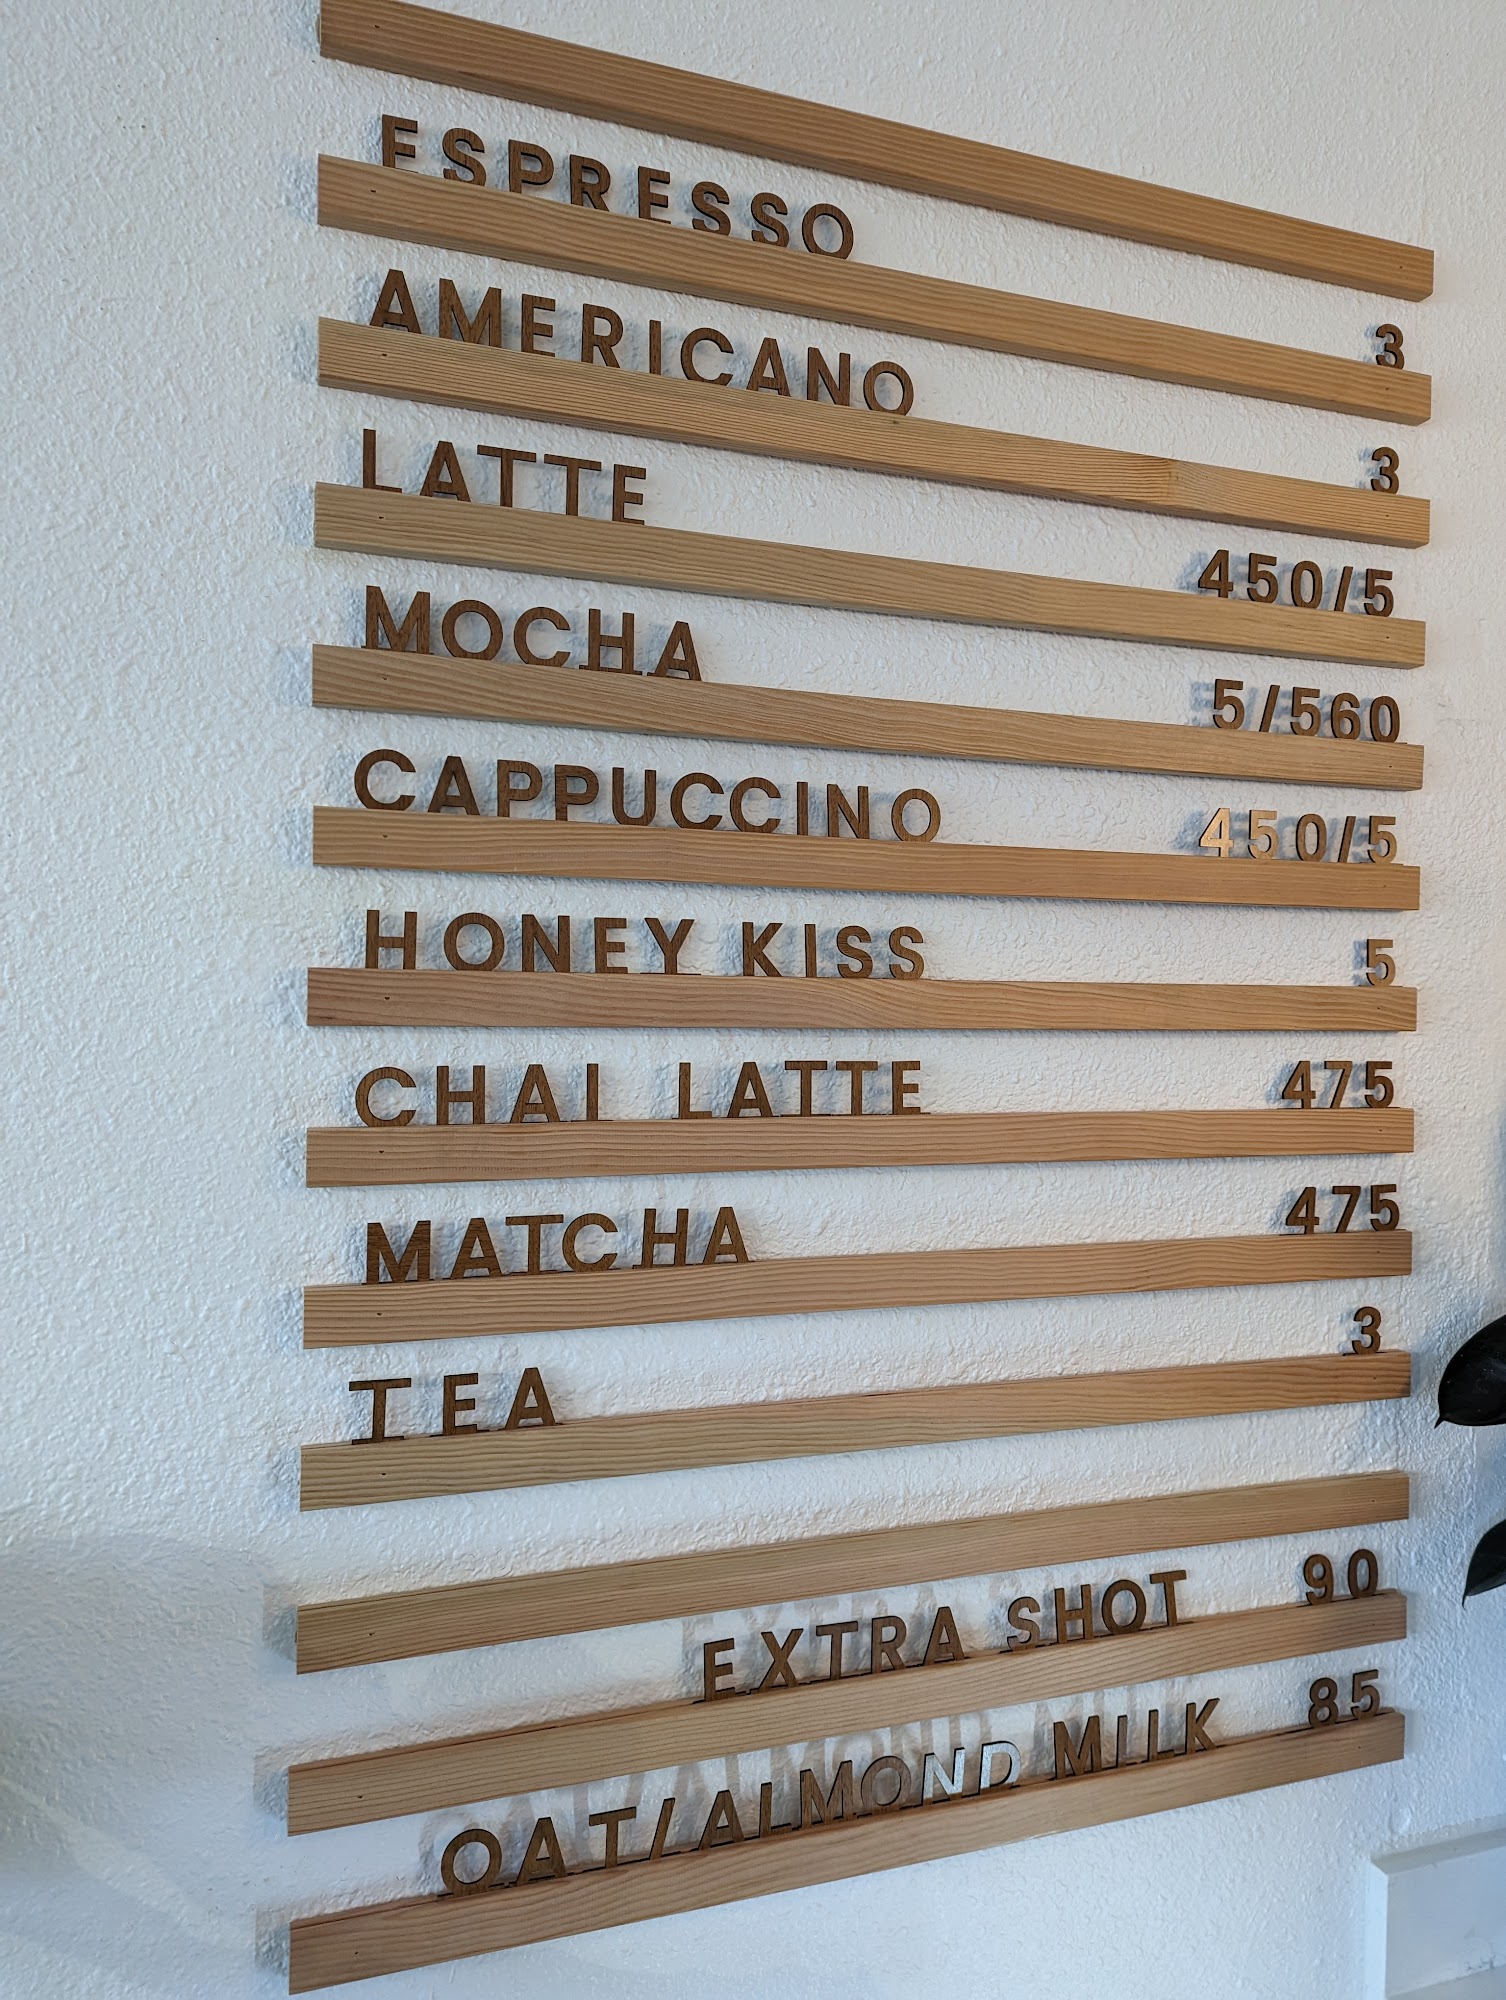 ESPRESSO 3
AMERICANO 3
LATTE 450/5
MOCHA 5/560
CAPPUCCINO 450/5
HONEY KISS 5
CHAI LATTE 475
MATCHA 475
TEA 3
EXTRA SHOT 90
OAT/ALMOND MILK 85